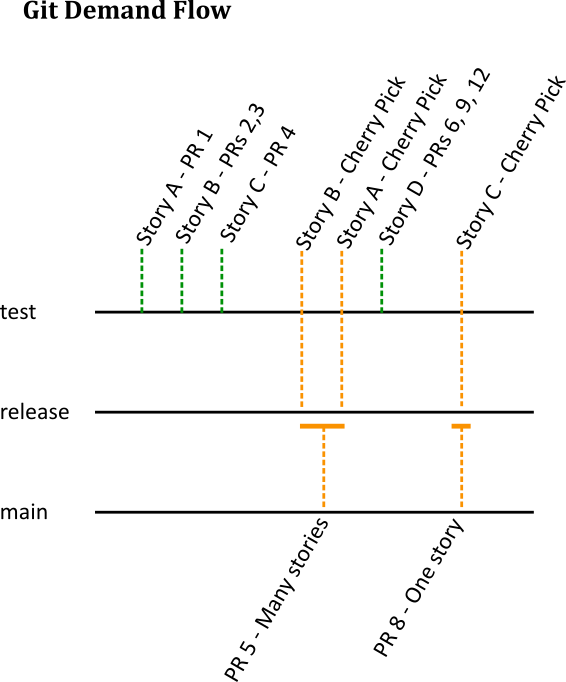 Git Demand Flow
Story A - PR 1
Story B - PRs 2,3
Story C - PR 4
Story B - Cherry Pick
Story A - Cherry Pick
Story D - PRs 6, 9, 12
Story C - Cherry Pick
test
release
main
PR 5 - Many stories
PR 8 - One story